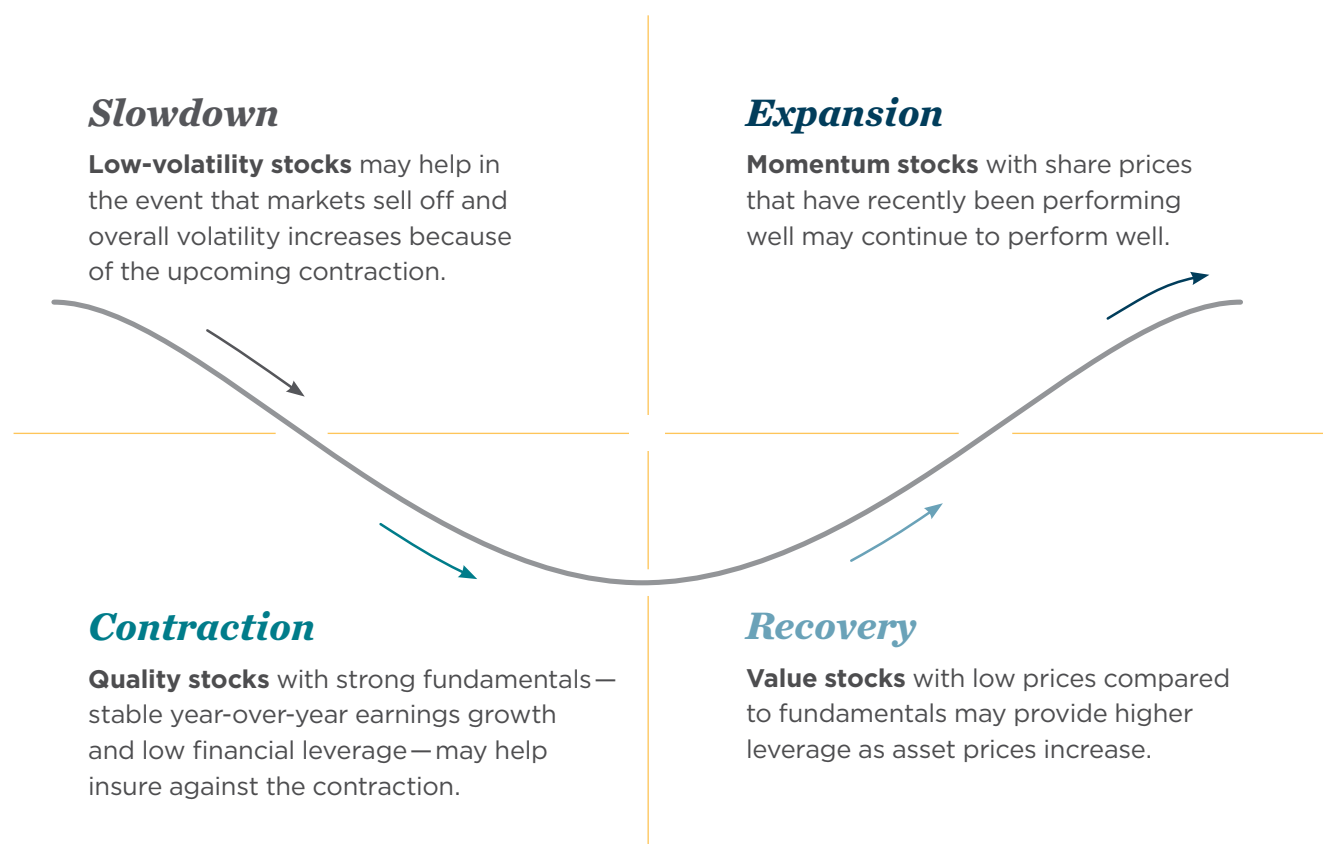 Slowdown
Low-volatility stocks may help in
the event that markets sell off and
overall volatility increases because
of the upcoming contraction.
Expansion
Momentum stocks with share prices
that have recently been performing
well may continue to perform well.
Contraction
Quality stocks with strong fundamentals—
stable year-over-year earnings growth
and low financial leverage—may help
insure against the contraction.
Recovery
Value stocks with low prices compared
to fundamentals may provide higher
leverage as asset prices increase.